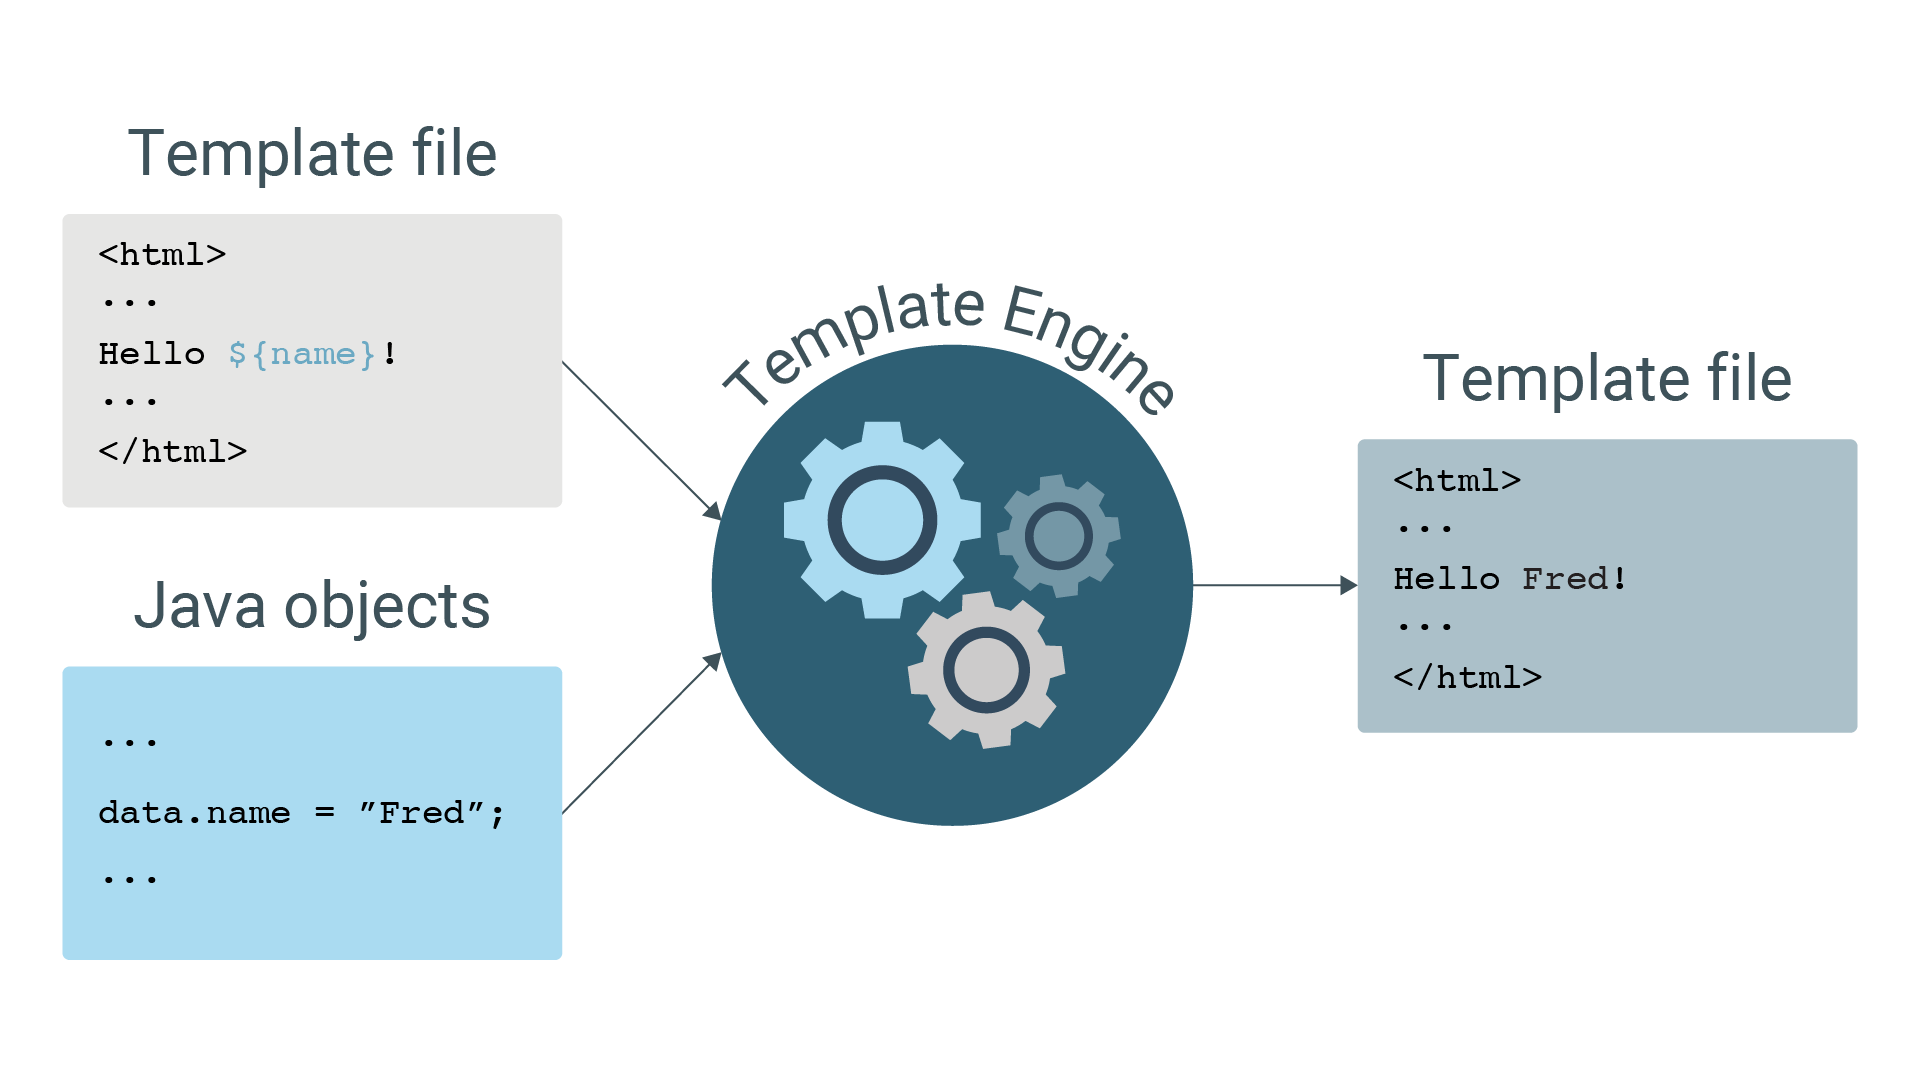 Template file
<html>
...
Hello ${name}!
...
</html>
Java objects
...
data.name = ”Fred”;
...
Template Engine
Template file
<html>
...
Hello Fred!
...
</html>